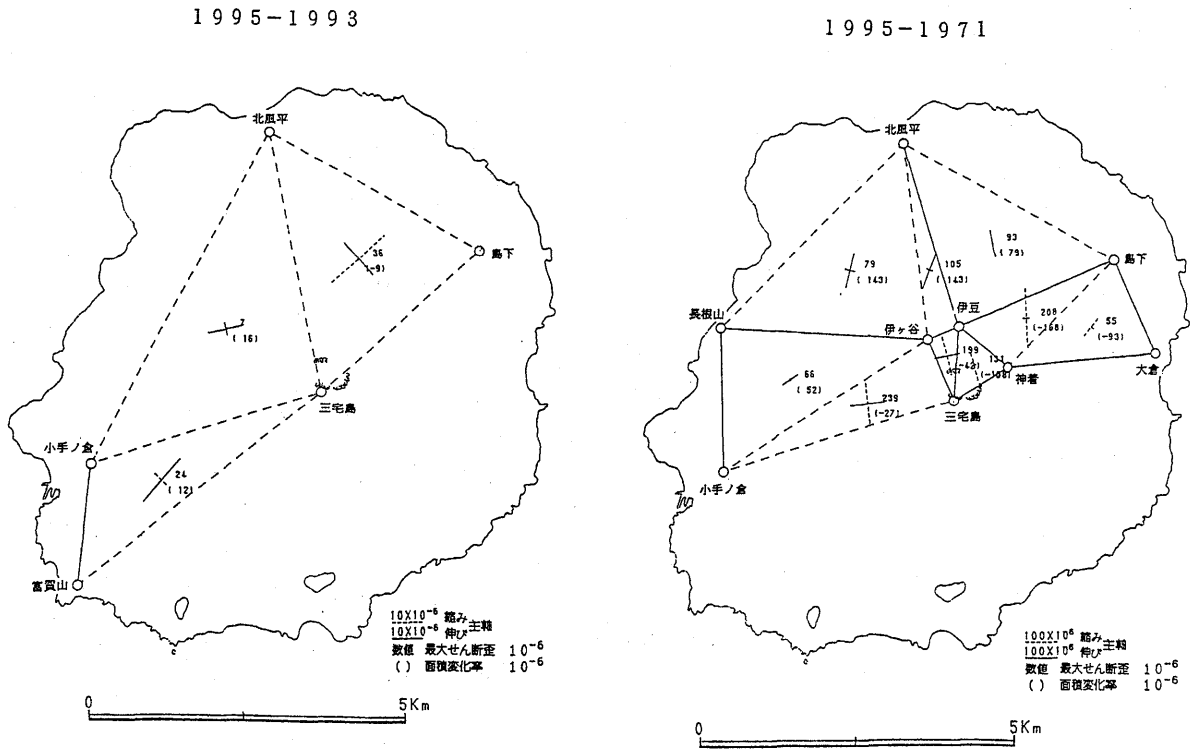 1995-1993
北風平
36
(-9)
島下
7
( 16)
三宅島
小手ノ倉
24
( 12)
富賀山
10X10⁻⁶ 縮み
10X10⁻⁶ 伸び
主軸
数値 最大せん断歪 10⁻⁶
( ) 面積変化率 10⁻⁶
0 5Km
1995-1971
北風平
93
( 79)
79
( 143)
105
( 143)
島下
長根山
伊ヶ谷
伊豆
208
(-168)
55
(-93)
199
(-42)
131
(-108)
大倉
神着
66
( 52)
239
(-27)
三宅島
小手ノ倉
100X10⁶ 縮み
100X10⁶ 伸び
主軸
数値 最大せん断歪 10⁻⁶
( ) 面積変化率 10⁻⁶
0 5Km